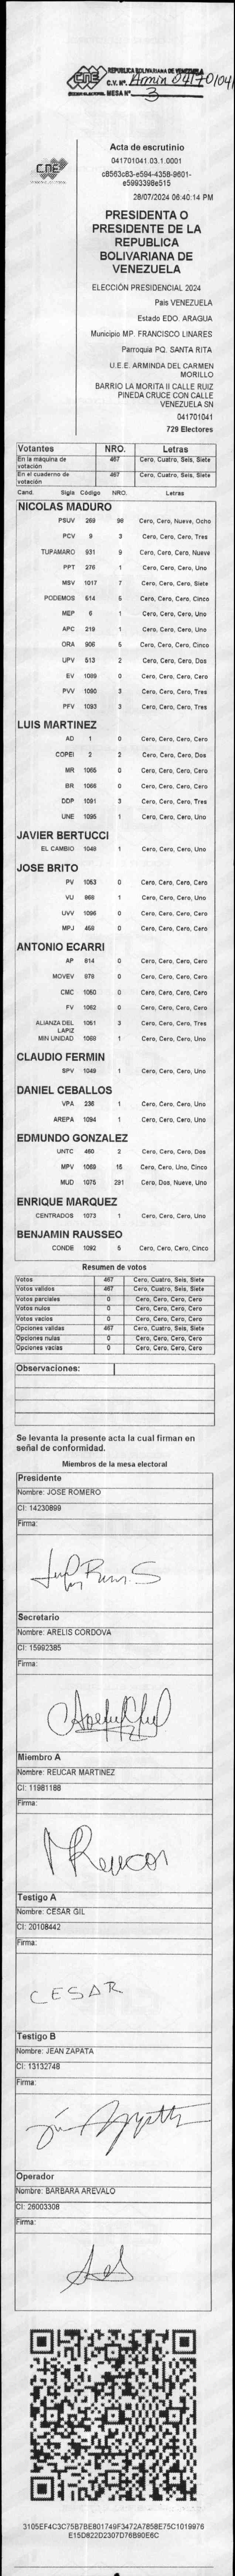 CNE
REPUBLICA BOLIVARIANA DE VENEZUELA
C.V. Nº. Armin 04170104
MESA Nº 3
CNE
Acta de escrutinio
041701041.03.1.0001
c8563c83-e594-4358-9601-
e5993398e515
28/07/2024 06:40:14 PM
PRESIDENTA O
PRESIDENTE DE LA
REPUBLICA
BOLIVARIANA DE
VENEZUELA
ELECCIÓN PRESIDENCIAL 2024
Pais VENEZUELA
Estado EDO. ARAGUA
Municipio MP. FRANCISCO LINARES
Parroquia PQ. SANTA RITA
U.E.E. ARMINDA DEL CARMEN
MORILLO
BARRIO LA MORITA II CALLE RUIZ
PINEDA CRUCE CON CALLE
VENEZUELA SN
041701041
729 Electores
Votantes NRO. Letras
En la máquina de votación 467 Cero, Cuatro, Seis, Siete
En el cuaderno de votación 467 Cero, Cuatro, Seis, Siete
Cand. Sigla Código NRO. Letras
NICOLAS MADURO
PSUV 269 98 Cero, Cero, Nueve, Ocho
PCV 9 3 Cero, Cero, Cero, Tres
TUPAMARO 931 9 Cero, Cero, Cero, Nueve
PPT 276 1 Cero, Cero, Cero, Uno
MSV 1017 7 Cero, Cero, Cero, Siete
PODEMOS 514 5 Cero, Cero, Cero, Cinco
MEP 6 1 Cero, Cero, Cero, Uno
APC 219 1 Cero, Cero, Cero, Uno
ORA 906 5 Cero, Cero, Cero, Cinco
UPV 513 2 Cero, Cero, Cero, Dos
EV 1089 0 Cero, Cero, Cero, Cero
PVV 1090 3 Cero, Cero, Cero, Tres
PFV 1093 3 Cero, Cero, Cero, Tres
LUIS MARTINEZ
AD 1 0 Cero, Cero, Cero, Cero
COPEI 2 2 Cero, Cero, Cero, Dos
MR 1065 0 Cero, Cero, Cero, Cero
BR 1066 0 Cero, Cero, Cero, Cero
DDP 1091 3 Cero, Cero, Cero, Tres
UNE 1095 1 Cero, Cero, Cero, Uno
JAVIER BERTUCCI
EL CAMBIO 1048 1 Cero, Cero, Cero, Uno
JOSE BRITO
PV 1053 0 Cero, Cero, Cero, Cero
VU 968 1 Cero, Cero, Cero, Uno
UVV 1096 0 Cero, Cero, Cero, Cero
MPJ 458 0 Cero, Cero, Cero, Cero
ANTONIO ECARRI
AP 814 0 Cero, Cero, Cero, Cero
MOVEV 979 0 Cero, Cero, Cero, Cero
CMC 1050 0 Cero, Cero, Cero, Cero
FV 1062 0 Cero, Cero, Cero, Cero
ALIANZA DEL LAPIZ 1051 3 Cero, Cero, Cero, Tres
MIN UNIDAD 1068 1 Cero, Cero, Cero, Uno
CLAUDIO FERMIN
SPV 1049 1 Cero, Cero, Cero, Uno
DANIEL CEBALLOS
VPA 236 1 Cero, Cero, Cero, Uno
AREPA 1094 1 Cero, Cero, Cero, Uno
EDMUNDO GONZALEZ
UNTC 460 2 Cero, Cero, Cero, Dos
MPV 1069 15 Cero, Cero, Uno, Cinco
MUD 1075 291 Cero, Dos, Nueve, Uno
ENRIQUE MARQUEZ
CENTRADOS 1073 1 Cero, Cero, Cero, Uno
BENJAMIN RAUSSEO
CONDE 1092 5 Cero, Cero, Cero, Cinco
Resumen de votos
Votos 467 Cero, Cuatro, Seis, Siete
Votos validos 467 Cero, Cuatro, Seis, Siete
Votos parciales 0 Cero, Cero, Cero, Cero
Votos nulos 0 Cero, Cero, Cero, Cero
Votos vacios 0 Cero, Cero, Cero, Cero
Opciones validas 467 Cero, Cuatro, Seis, Siete
Opciones nulas 0 Cero, Cero, Cero, Cero
Opciones vacias 0 Cero, Cero, Cero, Cero
Observaciones:
Se levanta la presente acta la cual firman en
señal de conformidad.
Miembros de la mesa electoral
Presidente
Nombre: JOSE ROMERO
CI: 14230899
Firma:
Secretario
Nombre: ARELIS CORDOVA
CI: 15992385
Firma:
Miembro A
Nombre: REUCAR MARTINEZ
CI: 11981188
Firma:
Testigo A
Nombre: CESAR GIL
CI: 20108442
Firma:
CESAR
Testigo B
Nombre: JEAN ZAPATA
CI: 13132748
Firma:
Operador
Nombre: BARBARA AREVALO
CI: 26003308
Firma:
3105EF4C3C75B7BE801749F3472A7858E75C1019976
E15D822D2307D76B90E6C